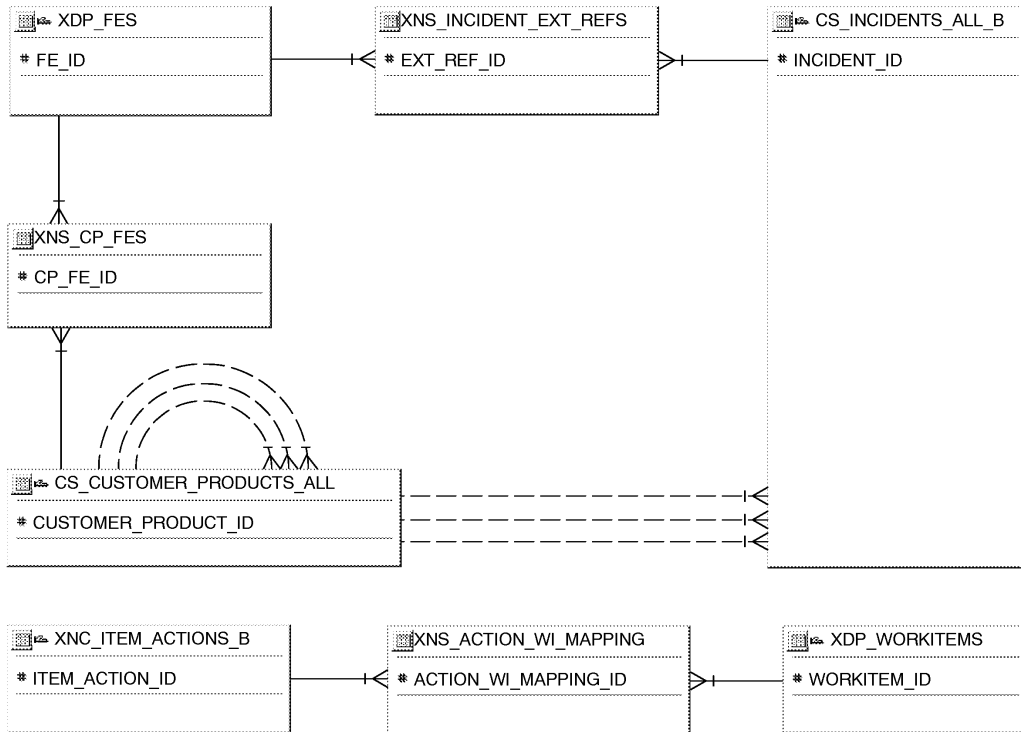 XDP_FES
# FE_ID
XNS_INCIDENT_EXT_REFS
# EXT_REF_ID
CS_INCIDENTS_ALL_B
# INCIDENT_ID
XNS_CP_FES
# CP_FE_ID
CS_CUSTOMER_PRODUCTS_ALL
# CUSTOMER_PRODUCT_ID
XNC_ITEM_ACTIONS_B
# ITEM_ACTION_ID
XNS_ACTION_WI_MAPPING
# ACTION_WI_MAPPING_ID
XDP_WORKITEMS
# WORKITEM_ID